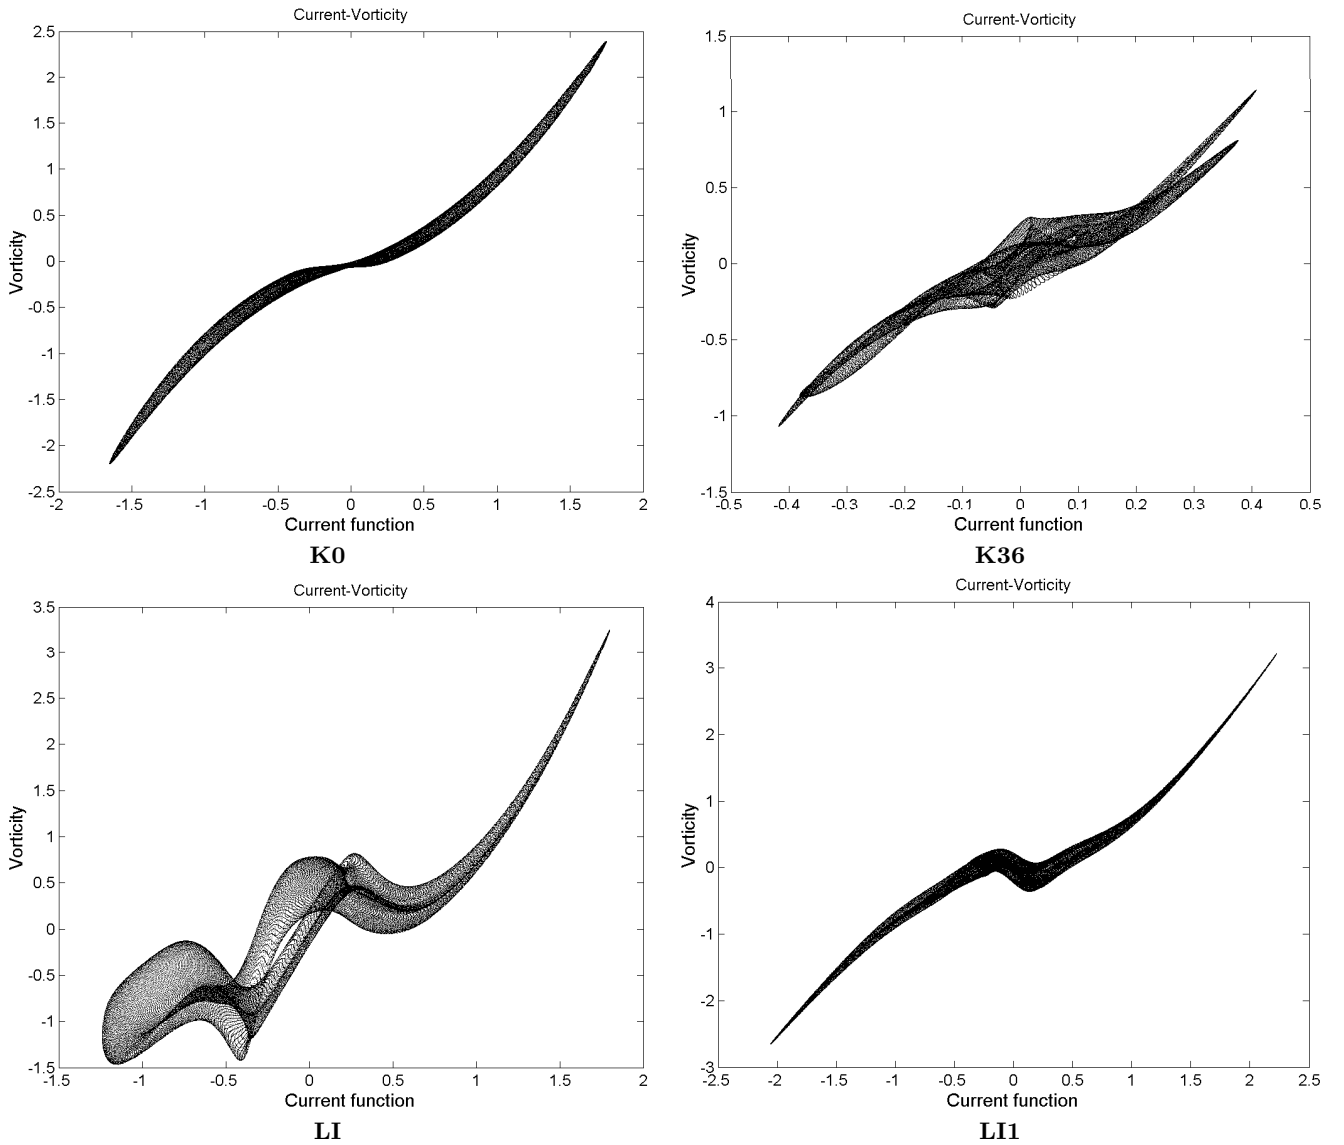 Current-Vorticity
2.5
2
1.5
1
0.5
0
-0.5
-1
-1.5
-2
-2.5
Vorticity
-2 -1.5 -1 -0.5 0 0.5 1 1.5 2
Current function
K0
Current-Vorticity
1.5
1
0.5
0
-0.5
-1
-1.5
Vorticity
-0.5 -0.4 -0.3 -0.2 -0.1 0 0.1 0.2 0.3 0.4 0.5
Current function
K36
Current-Vorticity
3.5
3
2.5
2
1.5
1
0.5
0
-0.5
-1
-1.5
Vorticity
-1.5 -1 -0.5 0 0.5 1 1.5 2
Current function
LI
Current-Vorticity
4
3
2
1
0
-1
-2
-3
Vorticity
-2.5 -2 -1.5 -1 -0.5 0 0.5 1 1.5 2 2.5
Current function
LI1